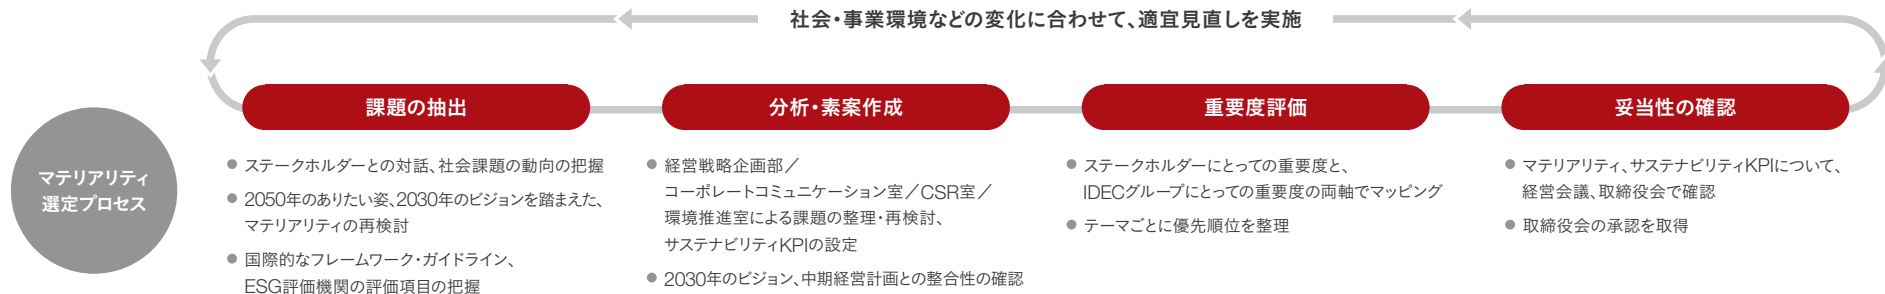 社会・事業環境などの変化に合わせて、適宜見直しを実施
マテリアリティ
選定プロセス
課題の抽出
● ステークホルダーとの対話、社会課題の動向の把握
● 2050年のありたい姿、2030年のビジョンを踏まえた、
マテリアリティの再検討
● 国際的なフレームワーク・ガイドライン、
ESG評価機関の評価項目の把握
分析・素案作成
● 経営戦略企画部／
コーポレートコミュニケーション室／CSR室／
環境推進室による課題の整理・再検討、
サステナビリティKPIの設定
● 2030年のビジョン、中期経営計画との整合性の確認
重要度評価
● ステークホルダーにとっての重要度と、
IDECグループにとっての重要度の両軸でマッピング
● テーマごとに優先順位を整理
妥当性の確認
● マテリアリティ、サステナビリティKPIについて、
経営会議、取締役会で確認
● 取締役会の承認を取得